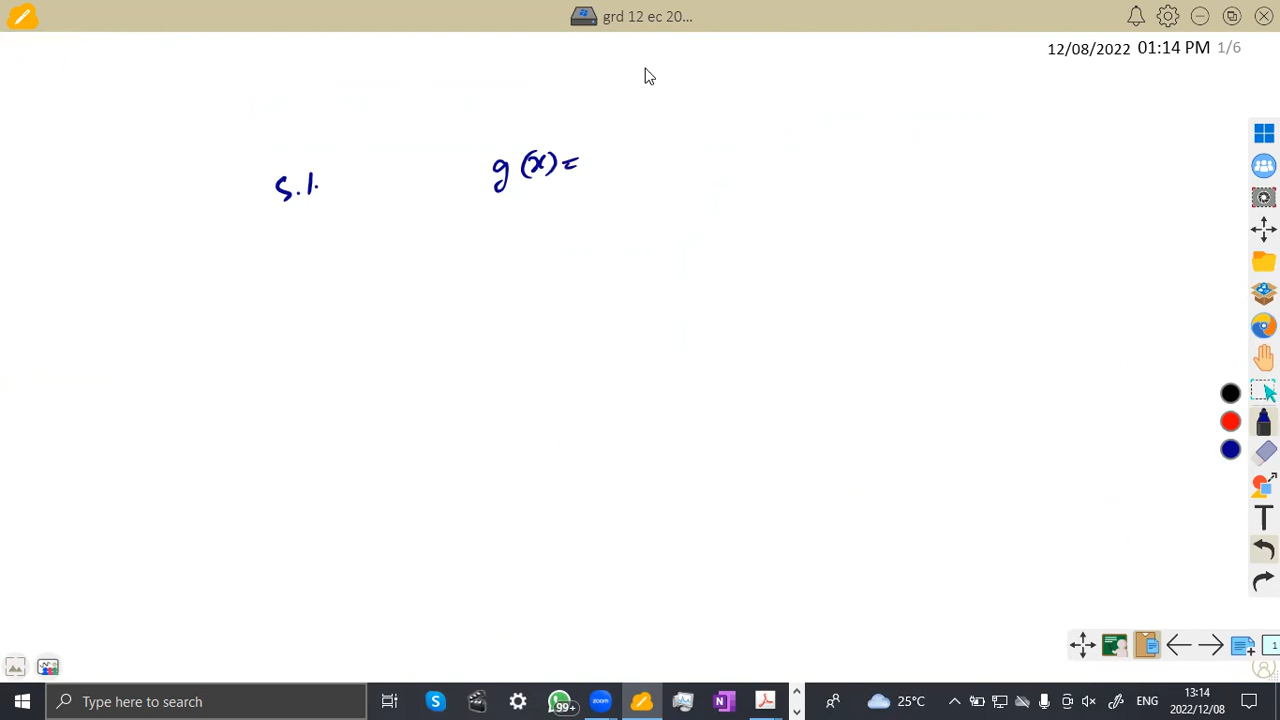 grd 12 ec 20...
12/08/2022 01:14 PM 1/6
g(x)=
5.1.
T
1
Type here to search
99+
25°C
ENG
13:14
2022/12/08